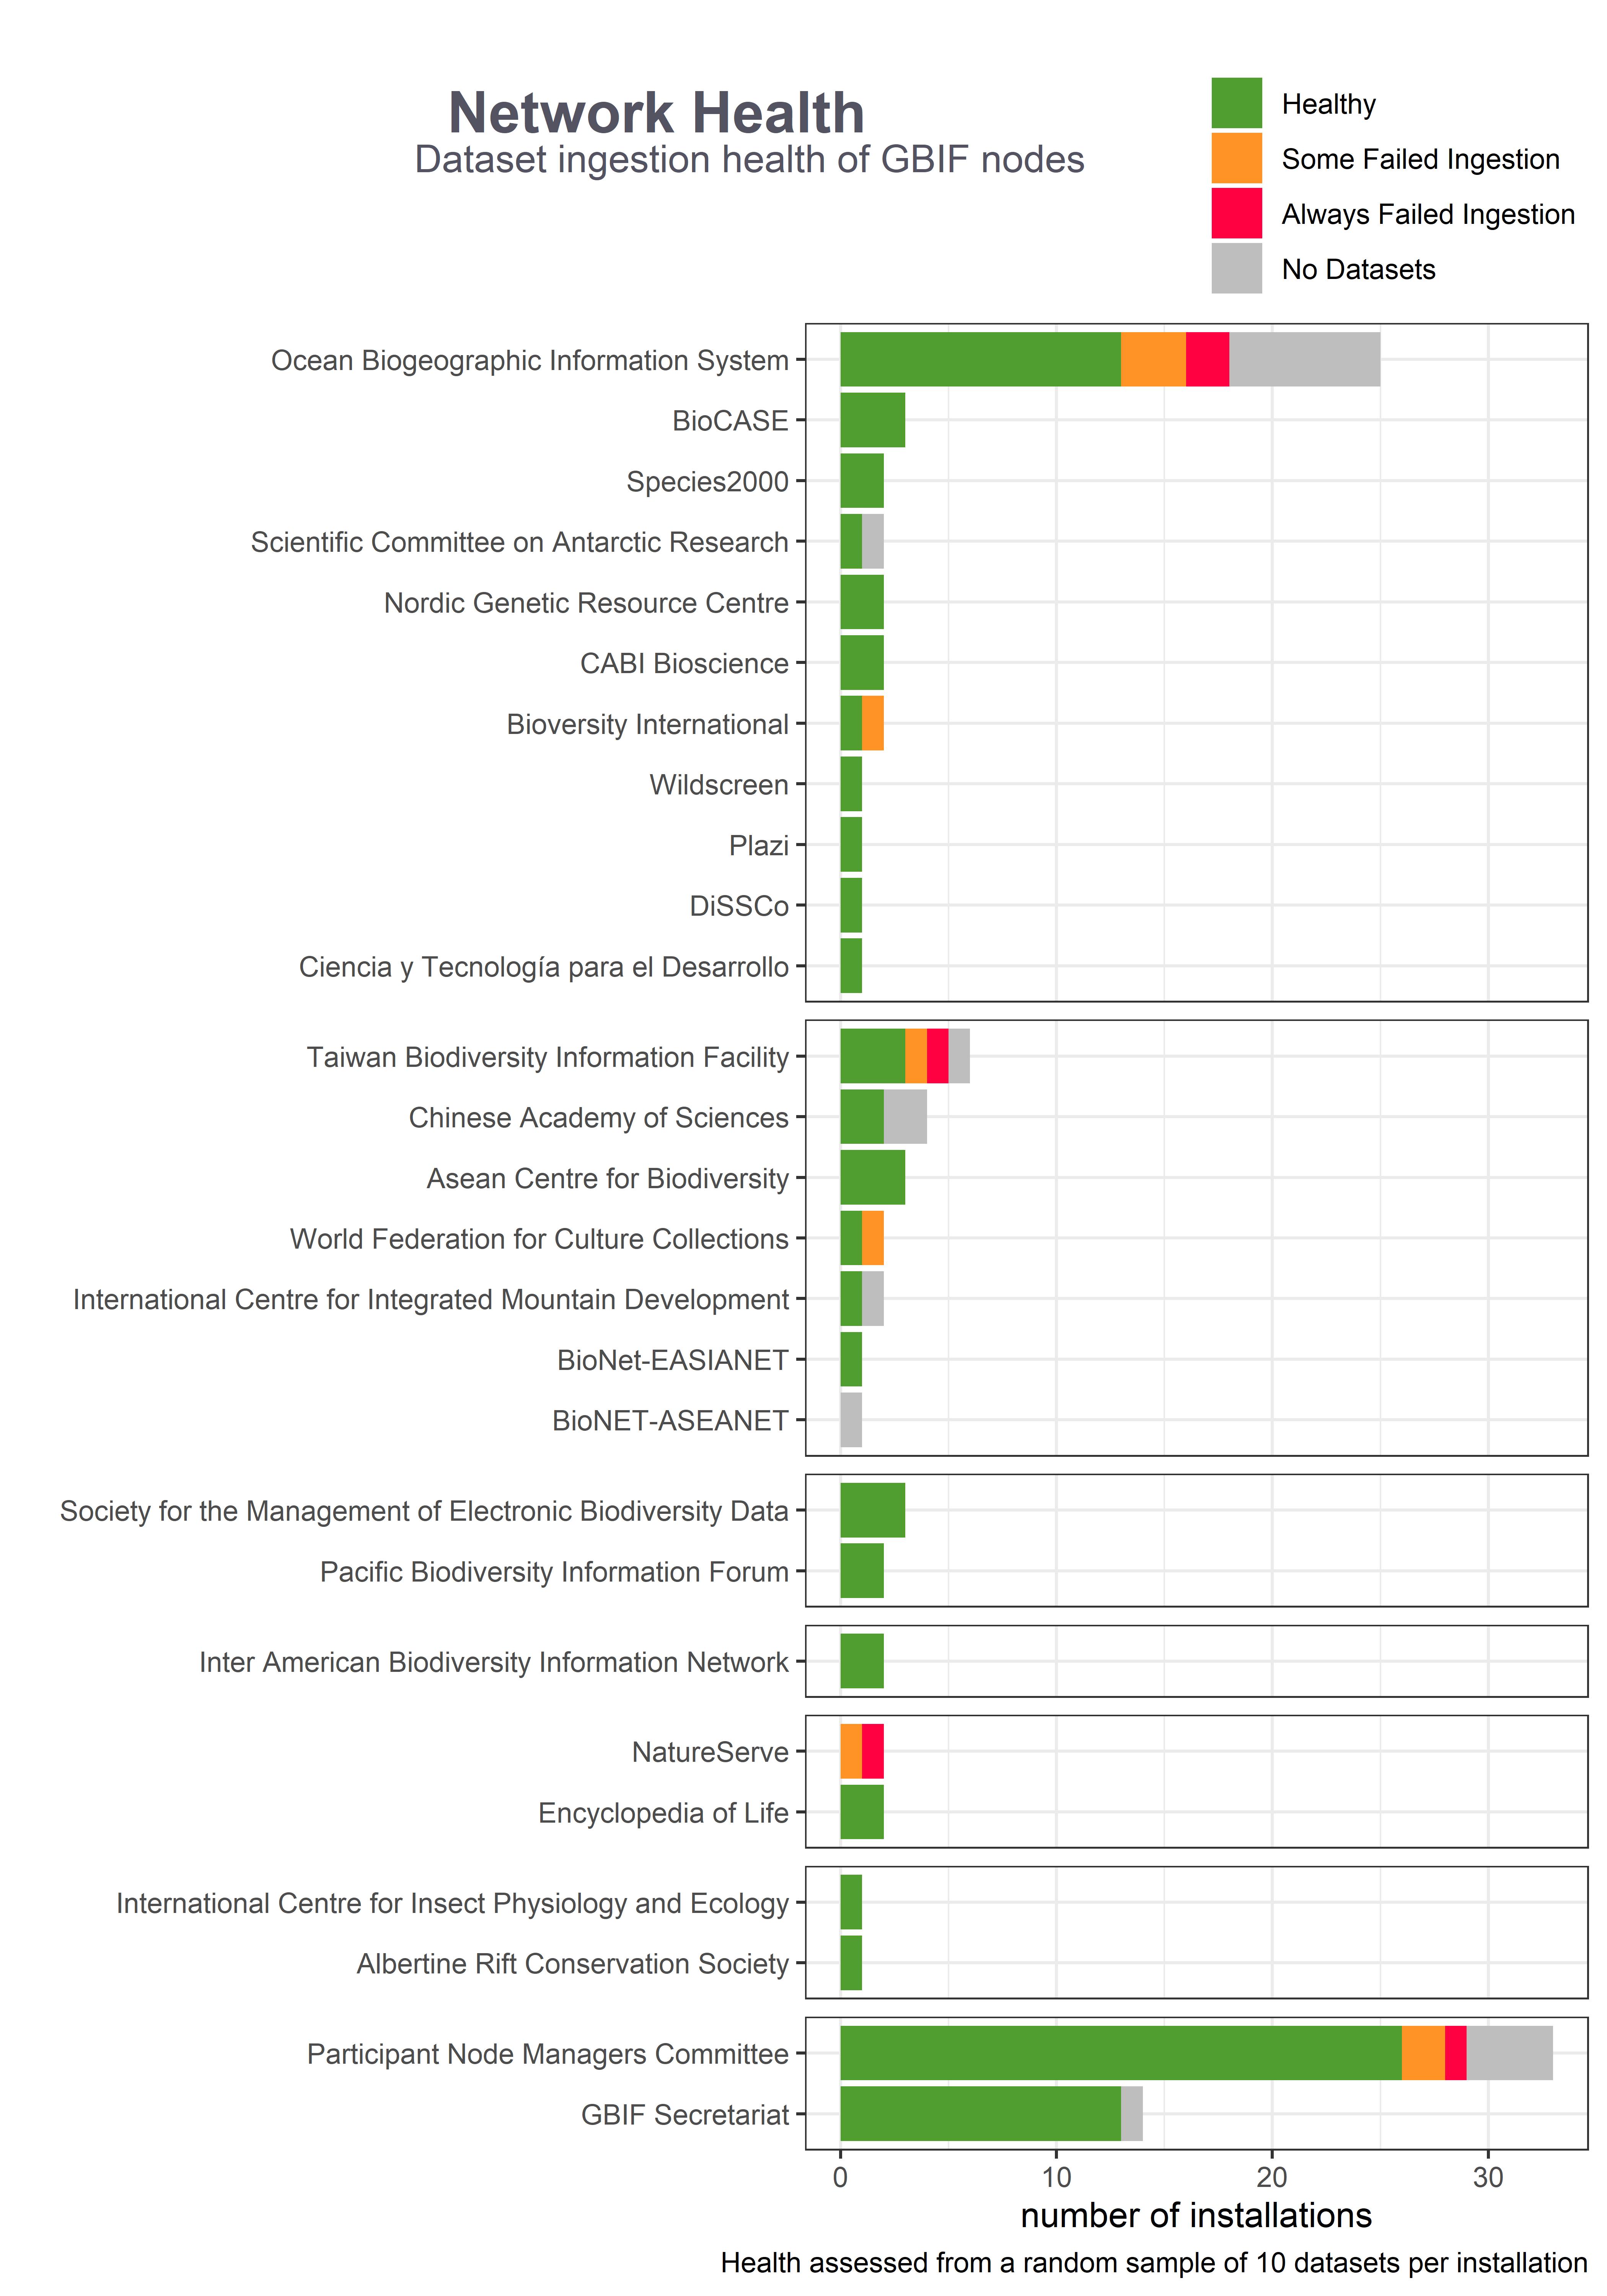 Network Health
Dataset ingestion health of GBIF nodes
Healthy
Some Failed Ingestion
Always Failed Ingestion
No Datasets
Ocean Biogeographic Information System
BioCASE
Species2000
Scientific Committee on Antarctic Research
Nordic Genetic Resource Centre
CABI Bioscience
Bioversity International
Wildscreen
Plazi
DiSSCo
Ciencia y Tecnología para el Desarrollo
Taiwan Biodiversity Information Facility
Chinese Academy of Sciences
Asean Centre for Biodiversity
World Federation for Culture Collections
International Centre for Integrated Mountain Development
BioNet-EASIANET
BioNET-ASEANET
Society for the Management of Electronic Biodiversity Data
Pacific Biodiversity Information Forum
Inter American Biodiversity Information Network
NatureServe
Encyclopedia of Life
International Centre for Insect Physiology and Ecology
Albertine Rift Conservation Society
Participant Node Managers Committee
GBIF Secretariat
0 10 20 30
number of installations
Health assessed from a random sample of 10 datasets per installation